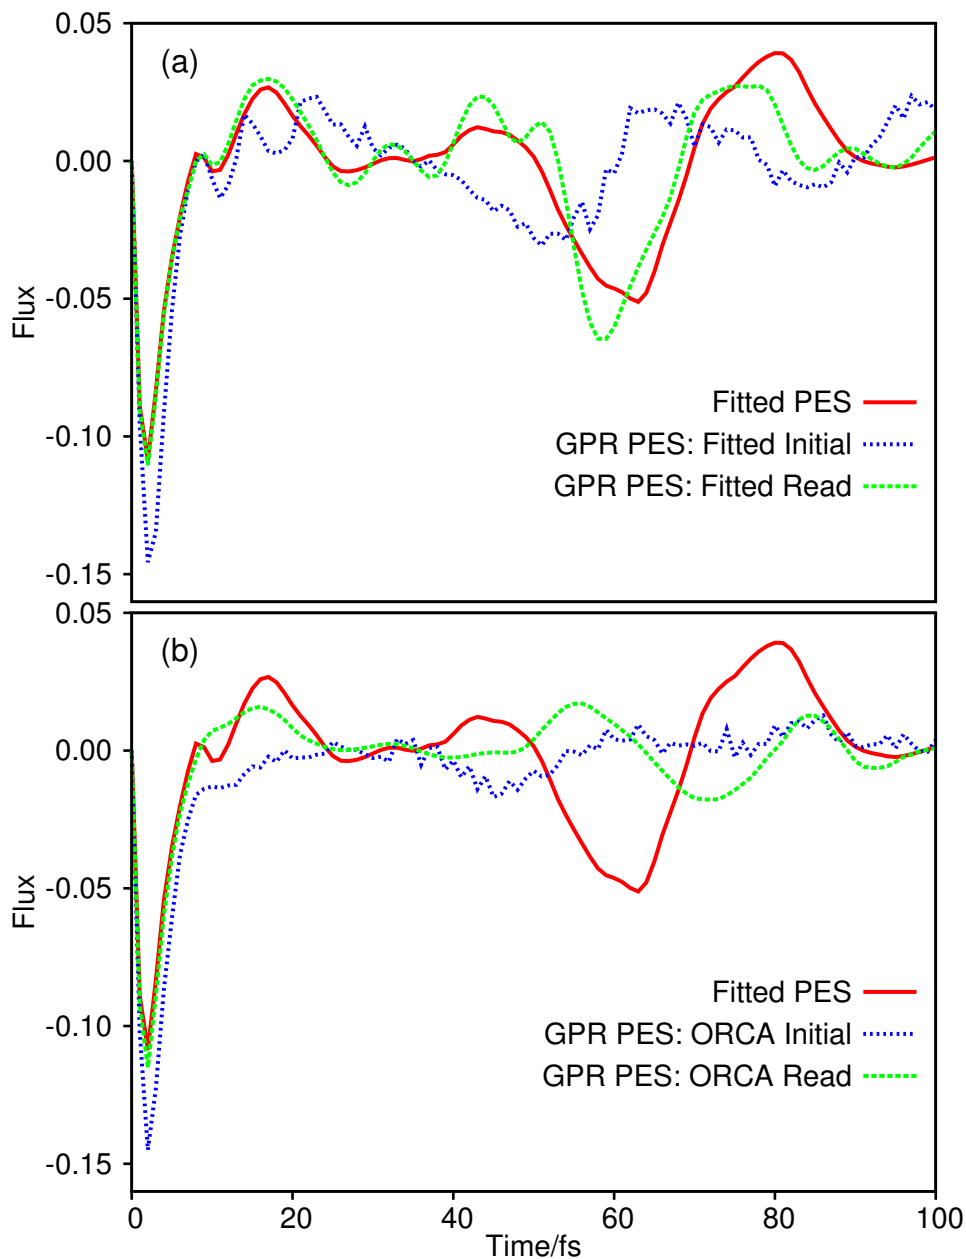 0.05
(a)
0.00
-0.05
Flux
-0.10
-0.15
Fitted PES
GPR PES: Fitted Initial
GPR PES: Fitted Read
0.05
(b)
0.00
-0.05
Flux
-0.10
-0.15
Fitted PES
GPR PES: ORCA Initial
GPR PES: ORCA Read
0 20 40 60 80 100
Time/fs